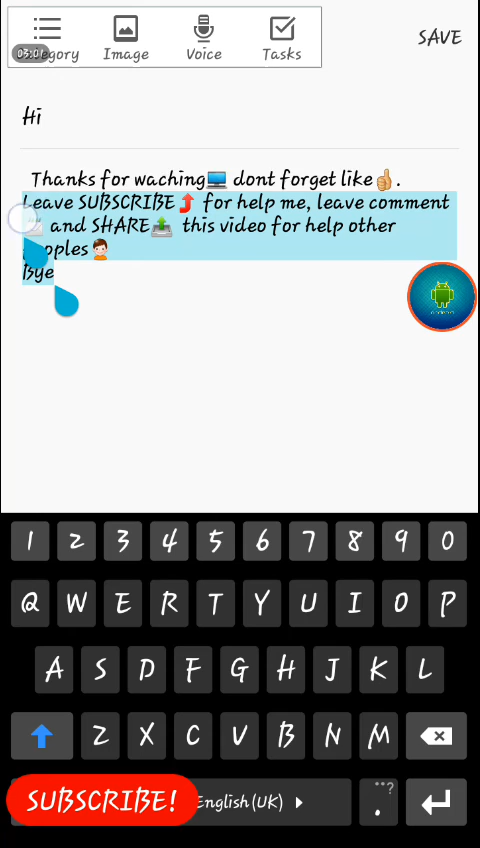 03:01
Category Image Voice Tasks
SAVE
Hi
Thanks for waching🖥️ dont forget like👍.
Leave SUBSCRIBE⤴️ for help me, leave comment
📈 and SHARE📤 this video for help other
peoples🙍
Bye
1 2 3 4 5 6 7 8 9 0
Q W E R T Y U I O P
A S D F G H J K L
Z X C V B N M
SUBSCRIBE!
English(UK)
. ?